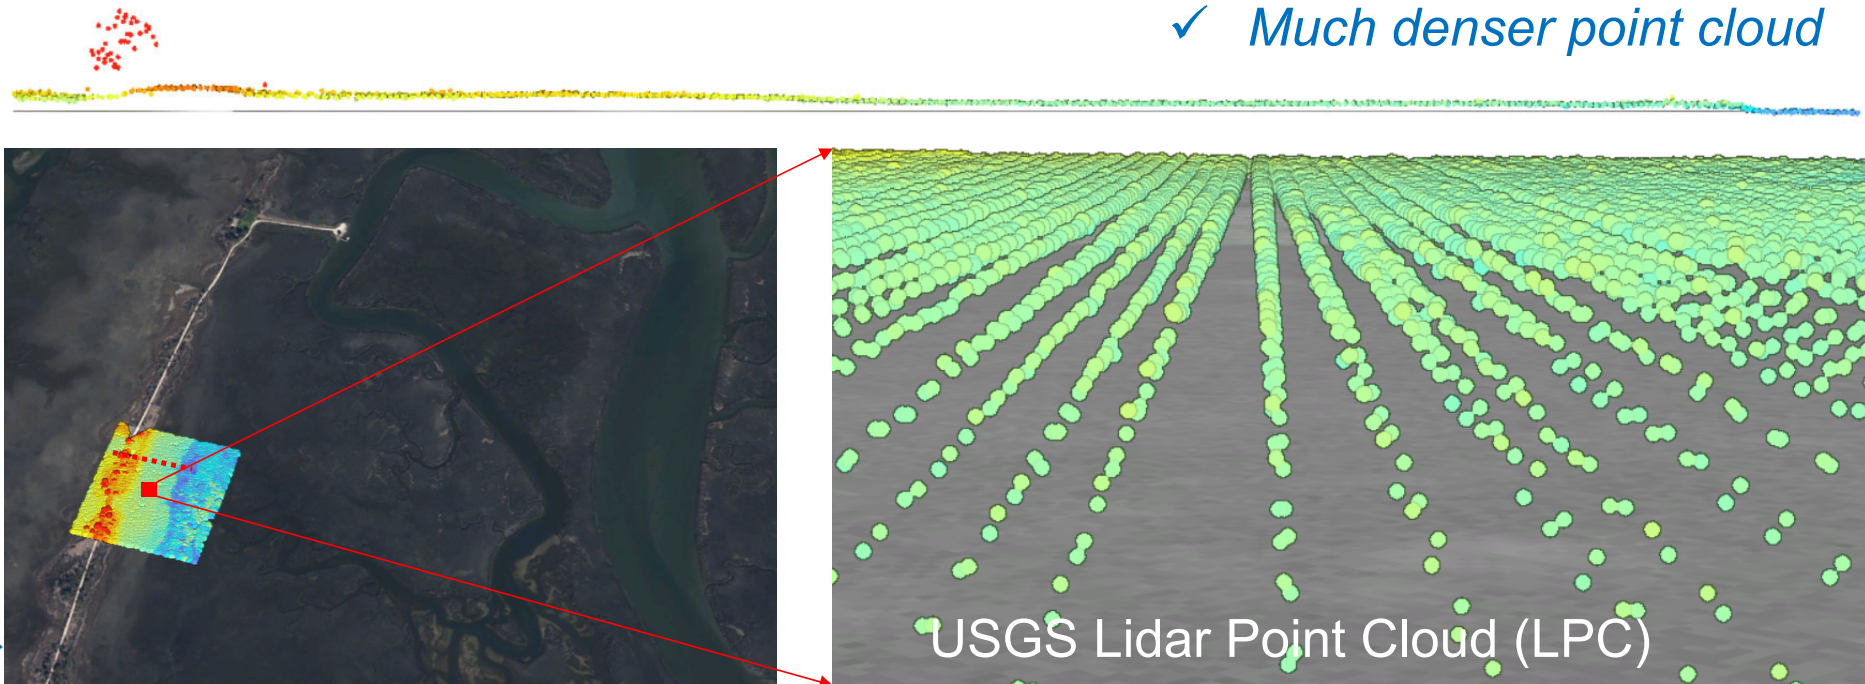 ✓ Much denser point cloud
USGS Lidar Point Cloud (LPC)